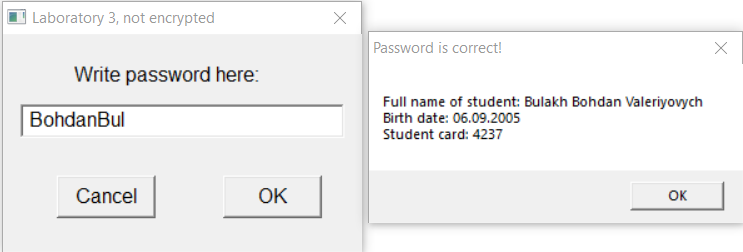 Laboratory 3, not encrypted
Write password here:
BohdanBul
Cancel
OK
Password is correct!
Full name of student: Bulakh Bohdan Valeriyovych
Birth date: 06.09.2005
Student card: 4237
OK